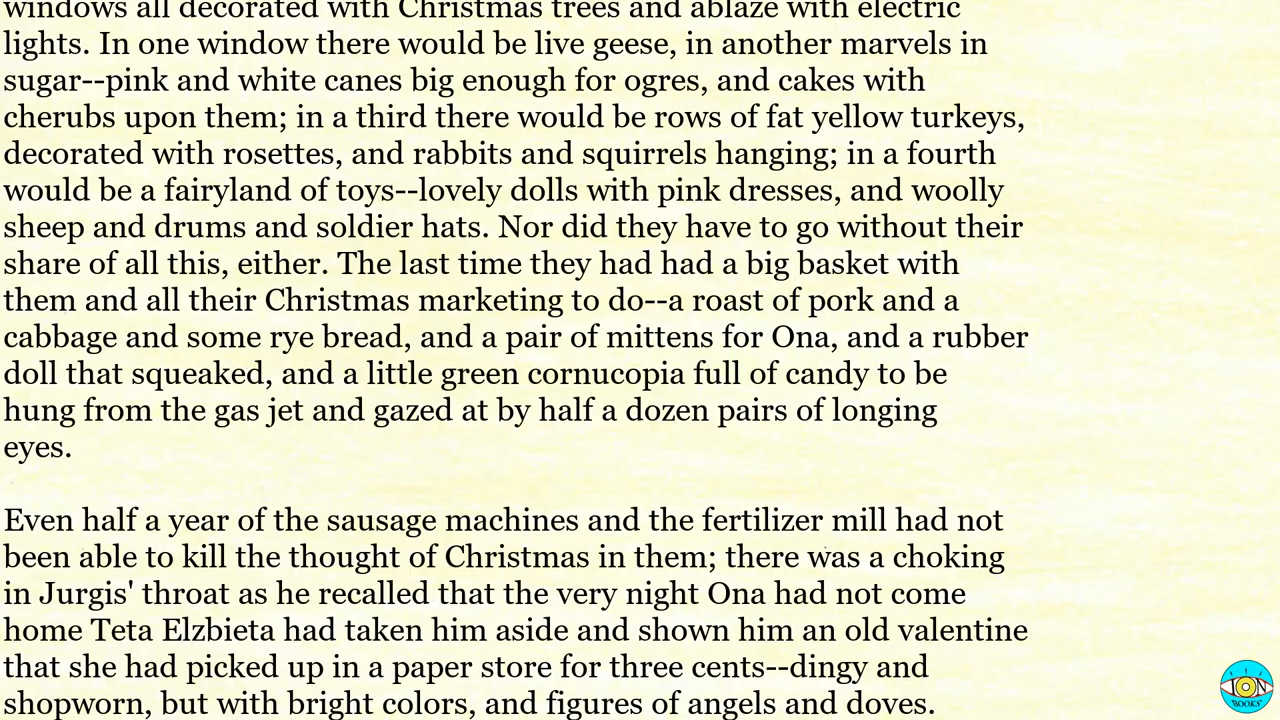 windows all decorated with Christmas trees and ablaze with electric
lights. In one window there would be live geese, in another marvels in
sugar--pink and white canes big enough for ogres, and cakes with
cherubs upon them; in a third there would be rows of fat yellow turkeys,
decorated with rosettes, and rabbits and squirrels hanging; in a fourth
would be a fairyland of toys--lovely dolls with pink dresses, and woolly
sheep and drums and soldier hats. Nor did they have to go without their
share of all this, either. The last time they had had a big basket with
them and all their Christmas marketing to do--a roast of pork and a
cabbage and some rye bread, and a pair of mittens for Ona, and a rubber
doll that squeaked, and a little green cornucopia full of candy to be
hung from the gas jet and gazed at by half a dozen pairs of longing
eyes.
Even half a year of the sausage machines and the fertilizer mill had not
been able to kill the thought of Christmas in them; there was a choking
in Jurgis' throat as he recalled that the very night Ona had not come
home Teta Elzbieta had taken him aside and shown him an old valentine
that she had picked up in a paper store for three cents--dingy and
shopworn, but with bright colors, and figures of angels and doves.
ION
BOOKS